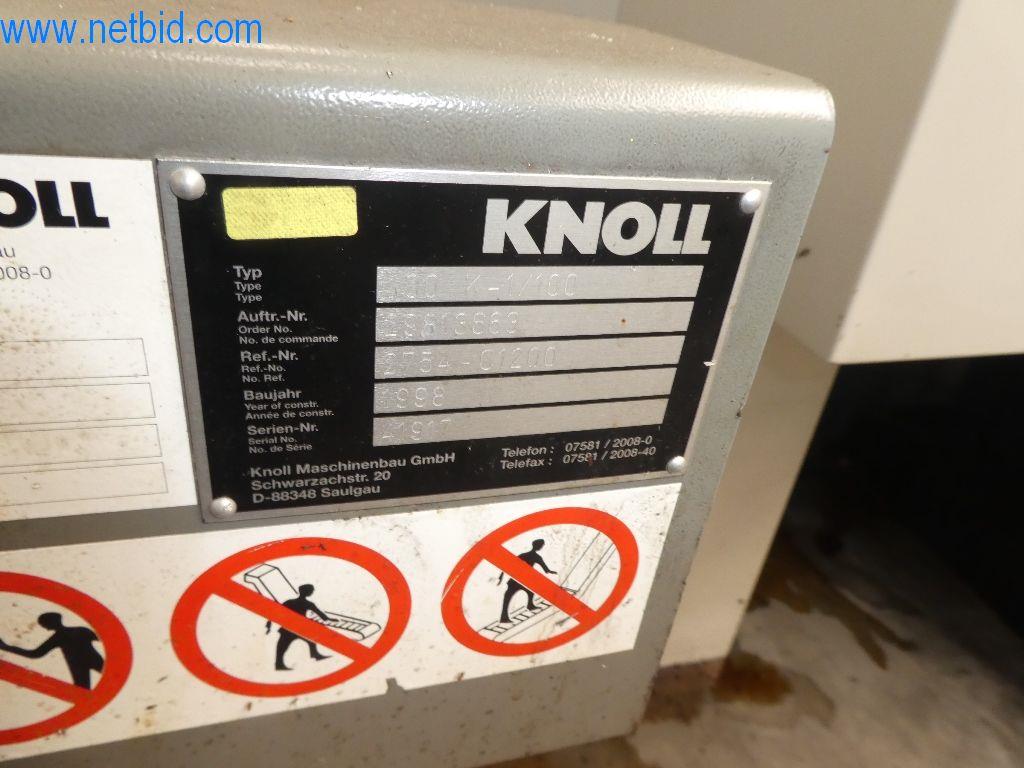 www.netbid.com
OLL
au
008-0
KNOLL
Typ
Type
Type
K-1/100
Auftr.-Nr.
Order No.
No. de commande
Ref.-Nr.
Ref.-No.
No. Ref.
Baujahr
Year of constr.
Année de constr.
1998
Serien-Nr.
Serial No.
No. de Série
Knoll Maschinenbau GmbH
Schwarzachstr. 20
D-88348 Saulgau
Telefon : 07581 / 2008-0
Telefax : 07581 / 2008-40